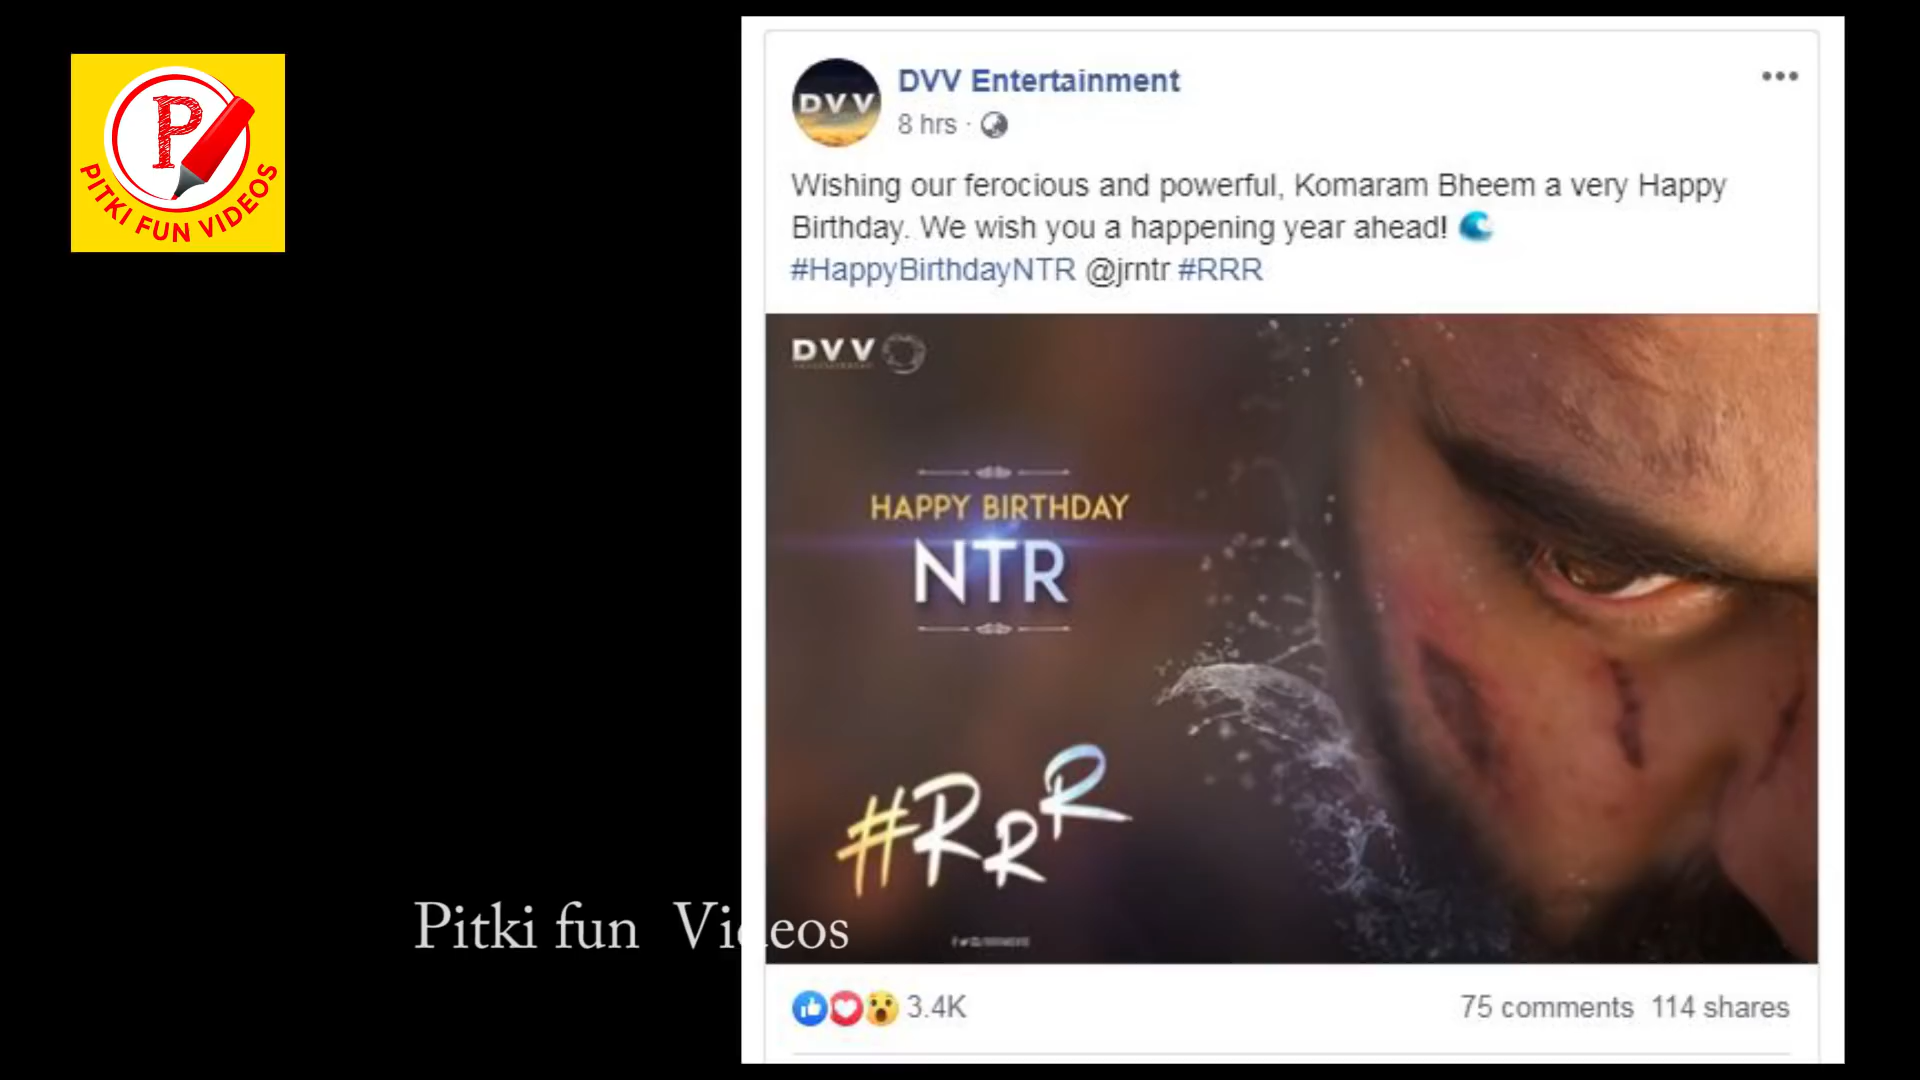 P
PITKI FUN VIDEOS
DVV
DVV Entertainment
8 hrs ·
Wishing our ferocious and powerful, Komaram Bheem a very Happy
Birthday. We wish you a happening year ahead!
#HappyBirthdayNTR @jrntr #RRR
DVV
HAPPY BIRTHDAY
NTR
#RRR
Pitki fun Videos
3.4K
75 comments 114 shares